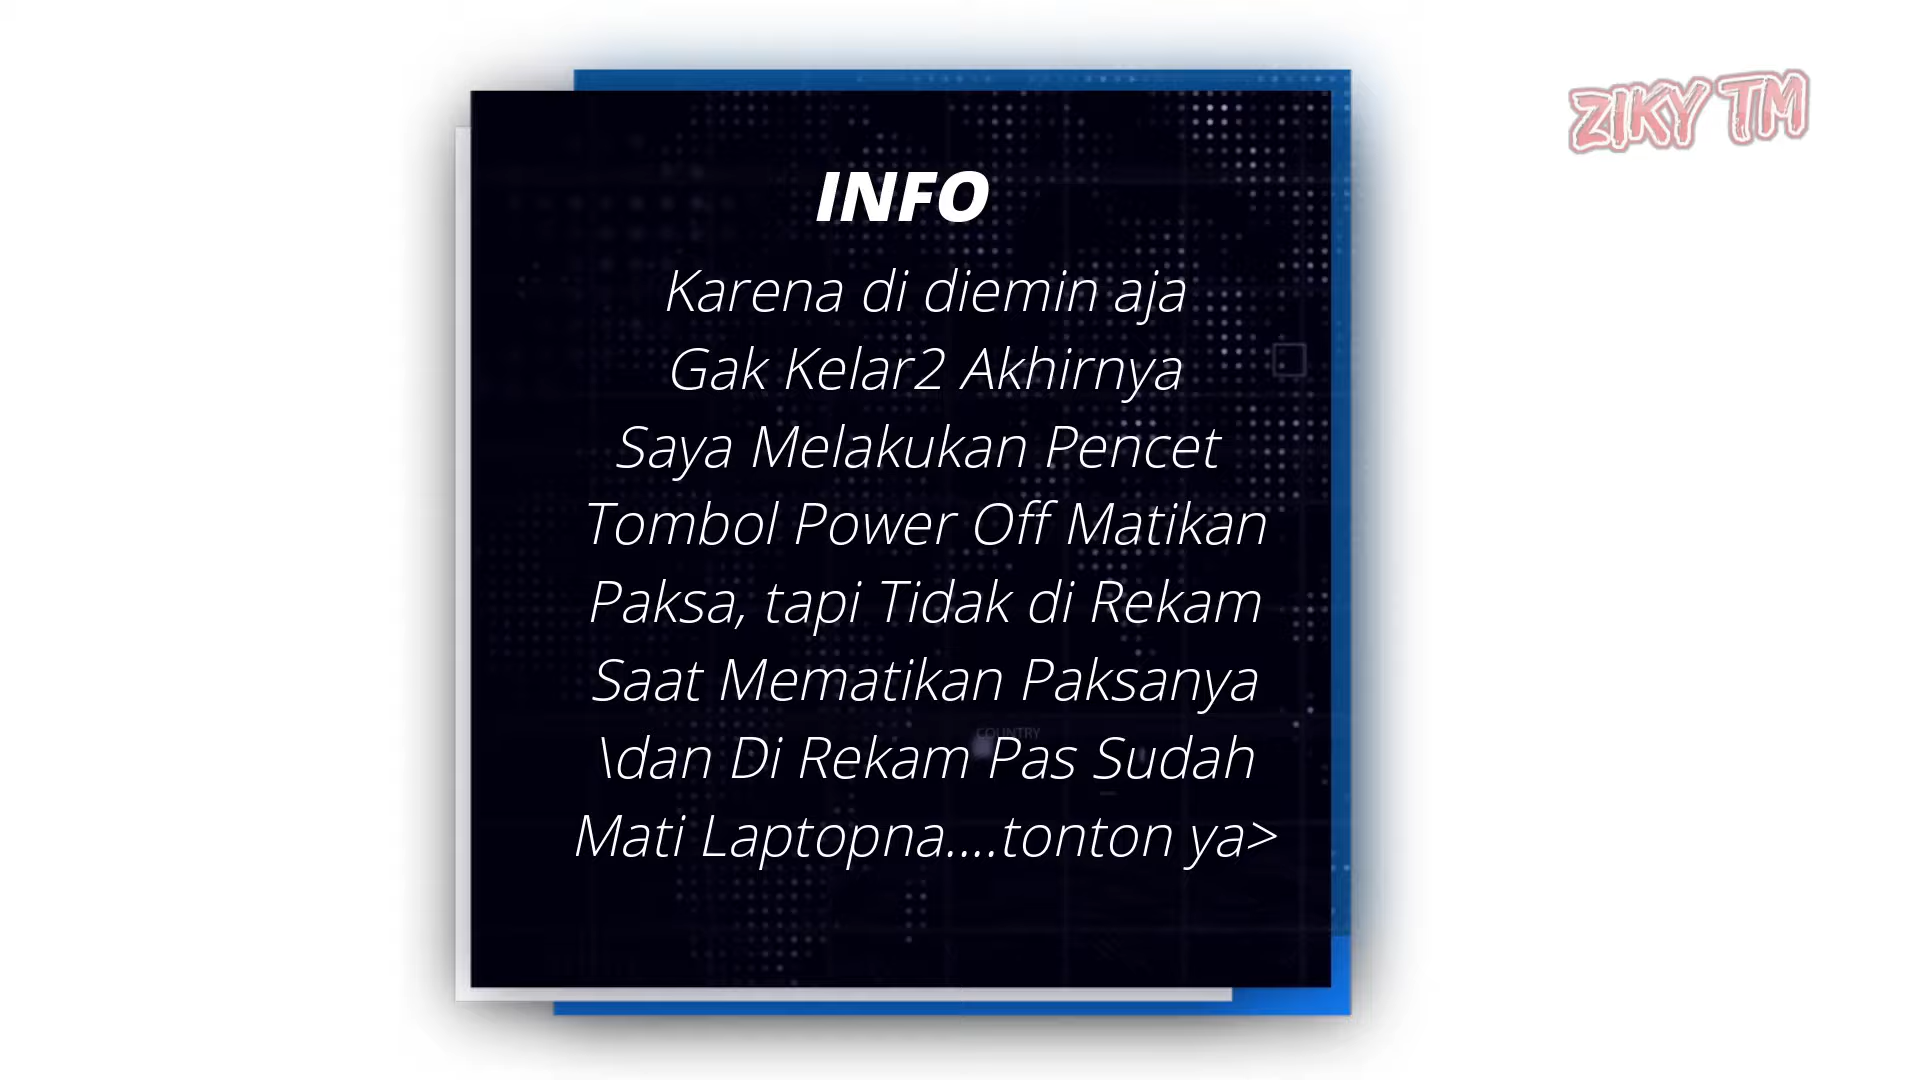 ZIKY TM
INFO
Karena di diemin aja
Gak Kelar2 Akhirnya
Saya Melakukan Pencet
Tombol Power Off Matikan
Paksa, tapi Tidak di Rekam
Saat Mematikan Paksanya
\dan Di Rekam Pas Sudah
Mati Laptopna....tonton ya>
COUNTRY